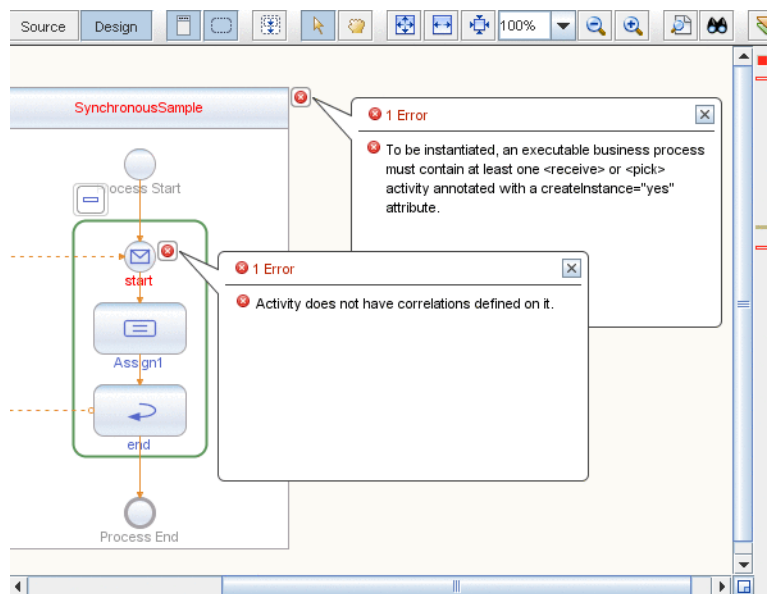 Source Design 100%
SynchronousSample
1 Error
To be instantiated, an executable business process
must contain at least one <receive> or <pick>
activity annotated with a createInstance="yes"
attribute.
Process Start
1 Error
Activity does not have correlations defined on it.
start
Assign1
end
Process End